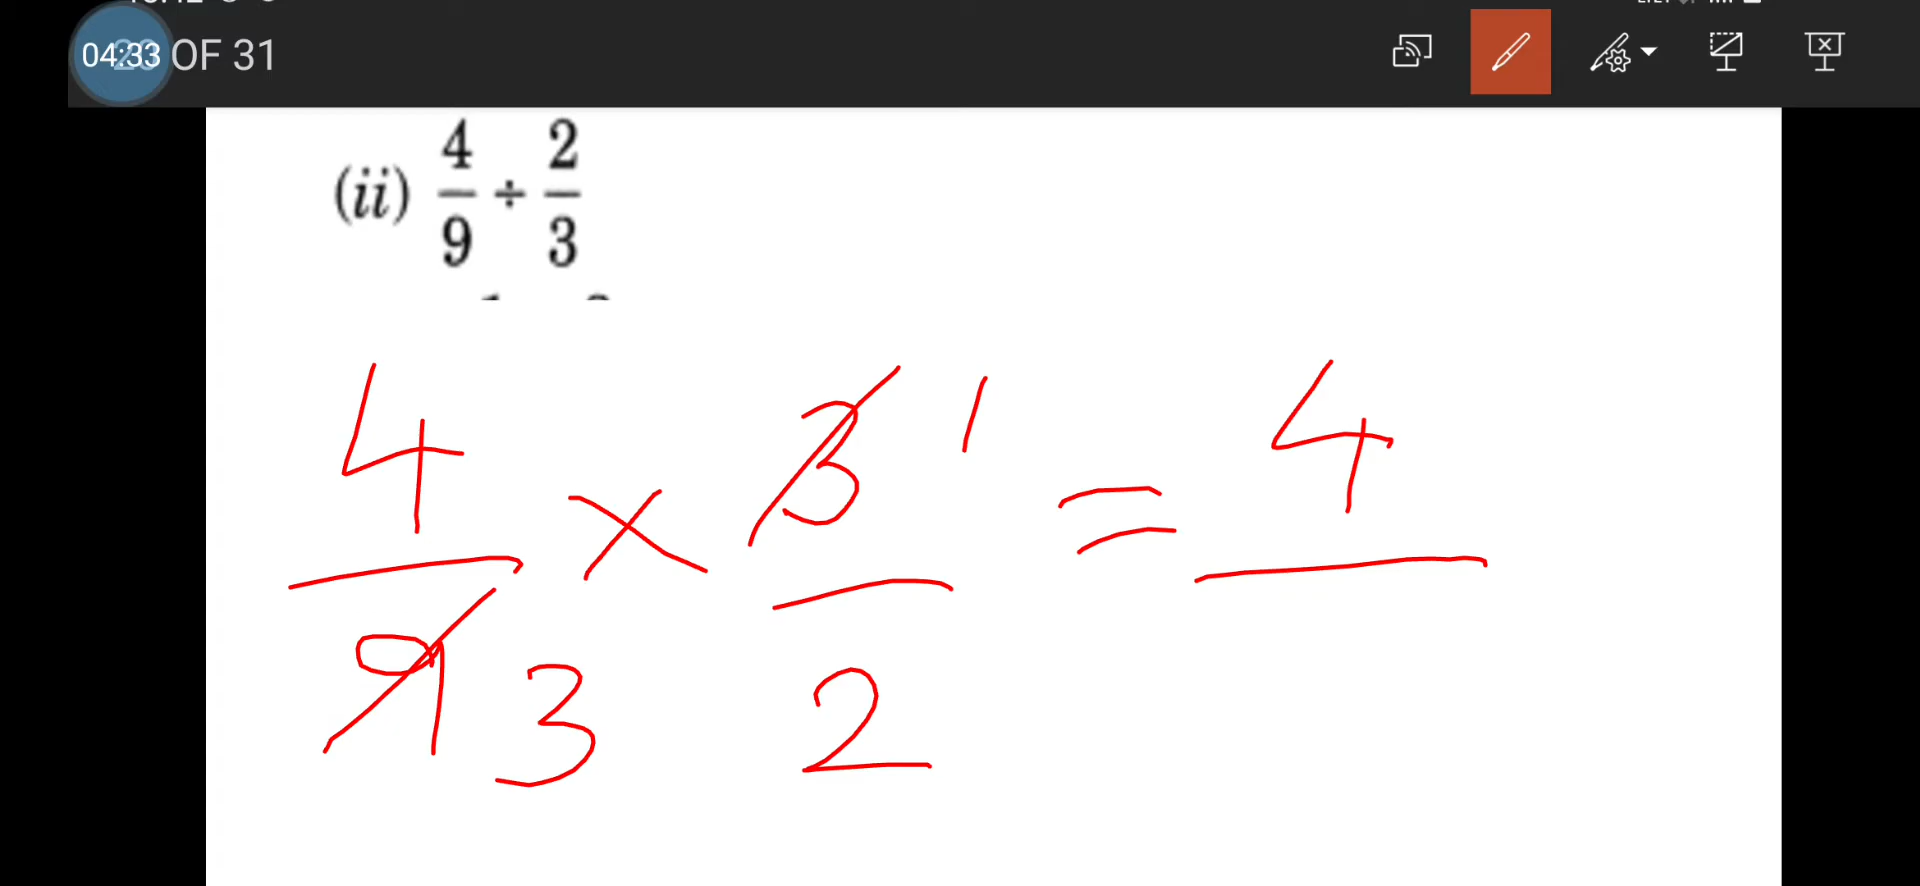 04:33 OF 31
(ii) 4/9 ÷ 2/3
4/9 3 × 3/2 1 = 4/